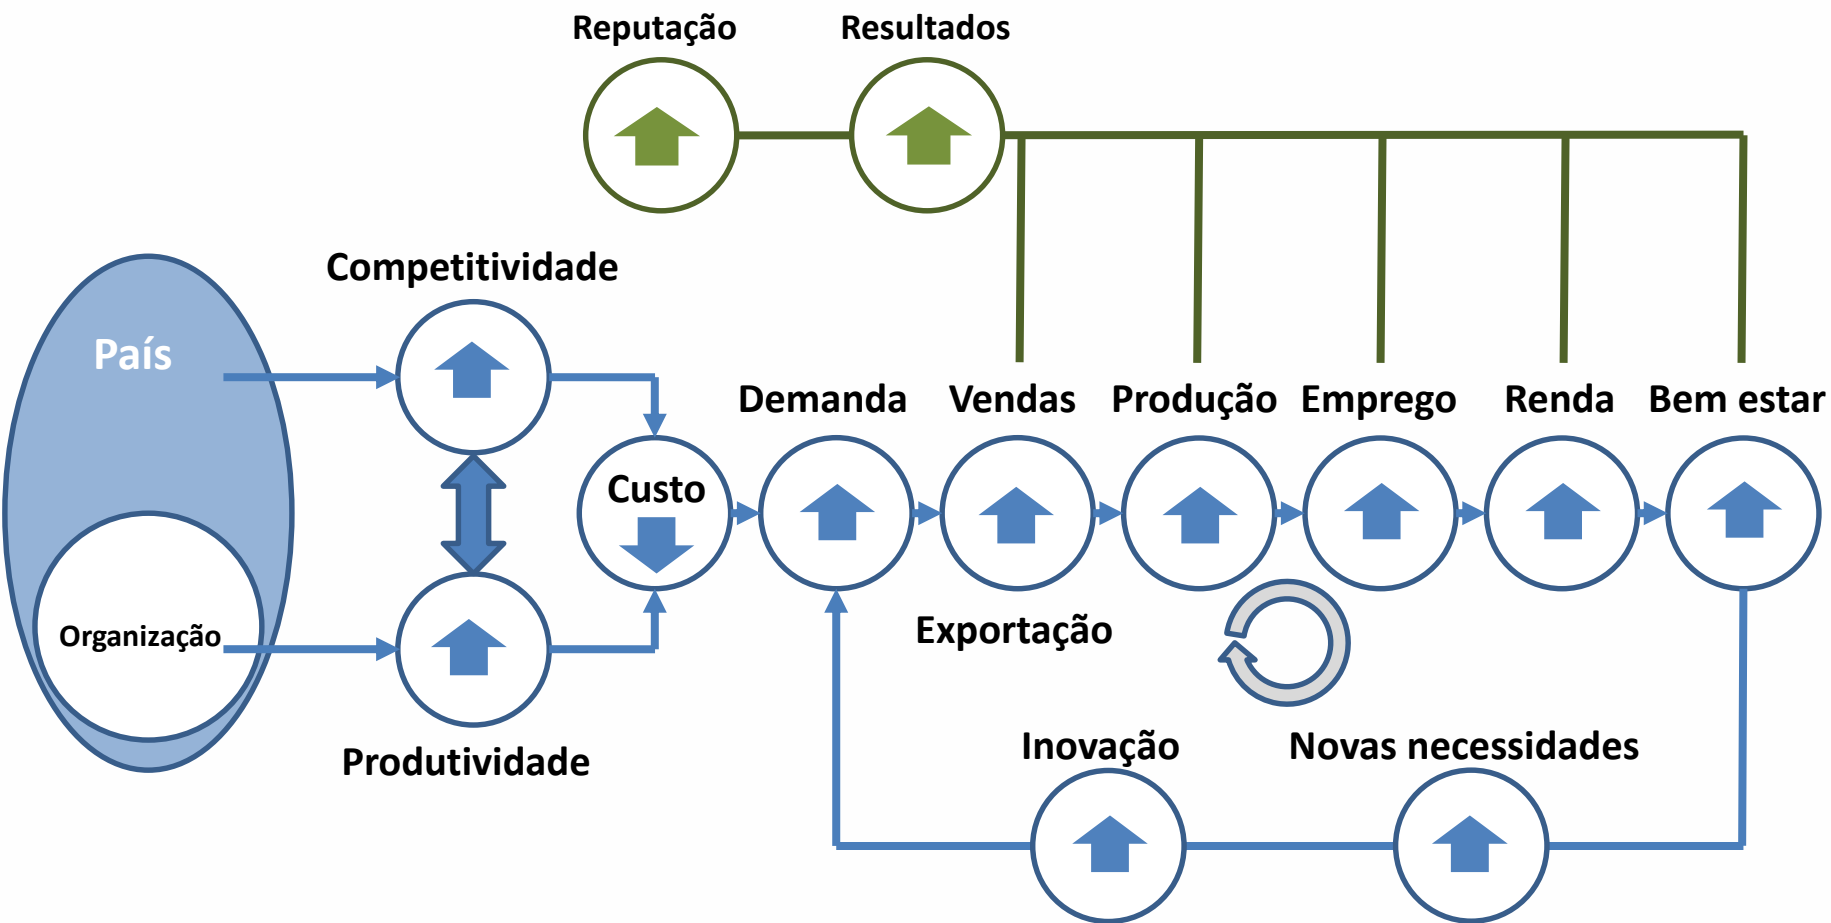 Reputação
Resultados
Competitividade
País
Demanda
Vendas
Produção
Emprego
Renda
Bem estar
Custo
Organização
Exportação
Produtividade
Inovação
Novas necessidades